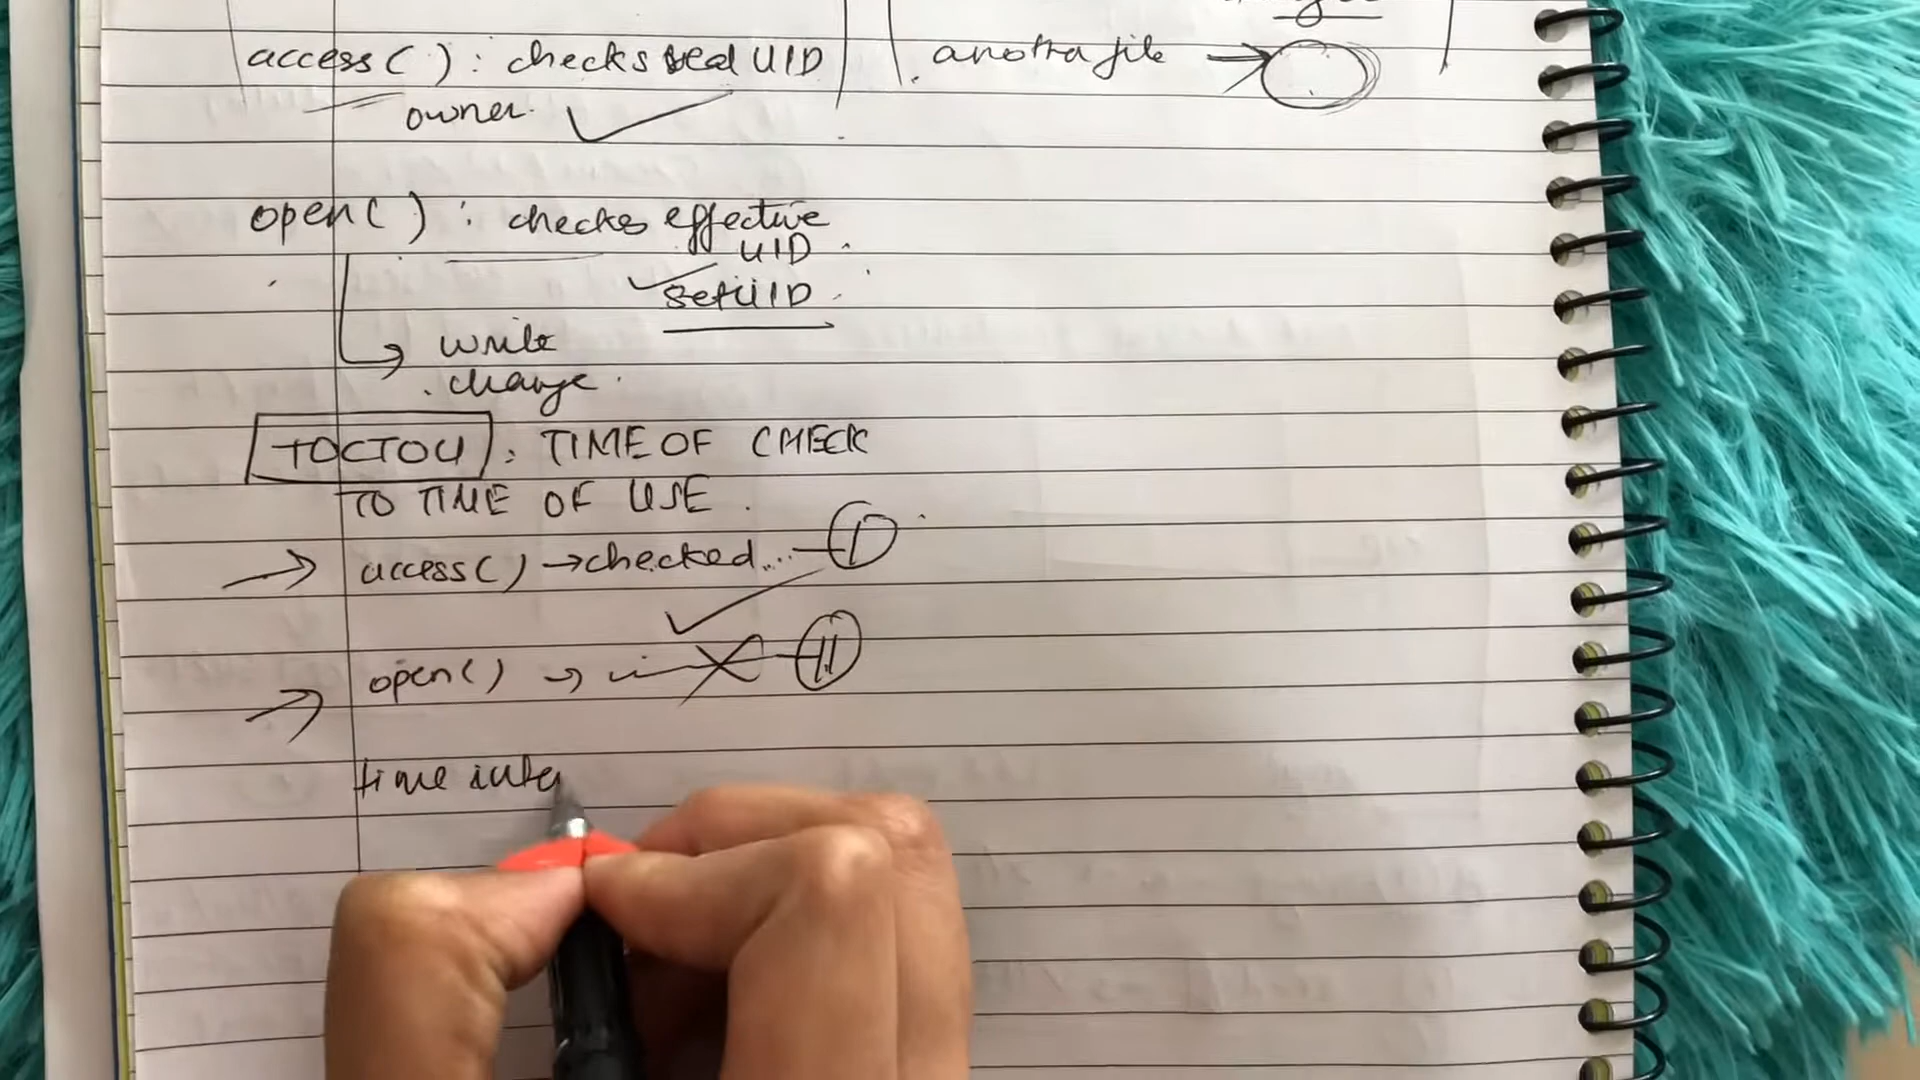 access( ) : checks real UID
owner.
another file →
open( ) : checks effective
UID
setUID
write
change.
TOCTOU : TIME OF CHECK
TO TIME OF USE.
→ access() → checked... I
→ open() → II
time inte